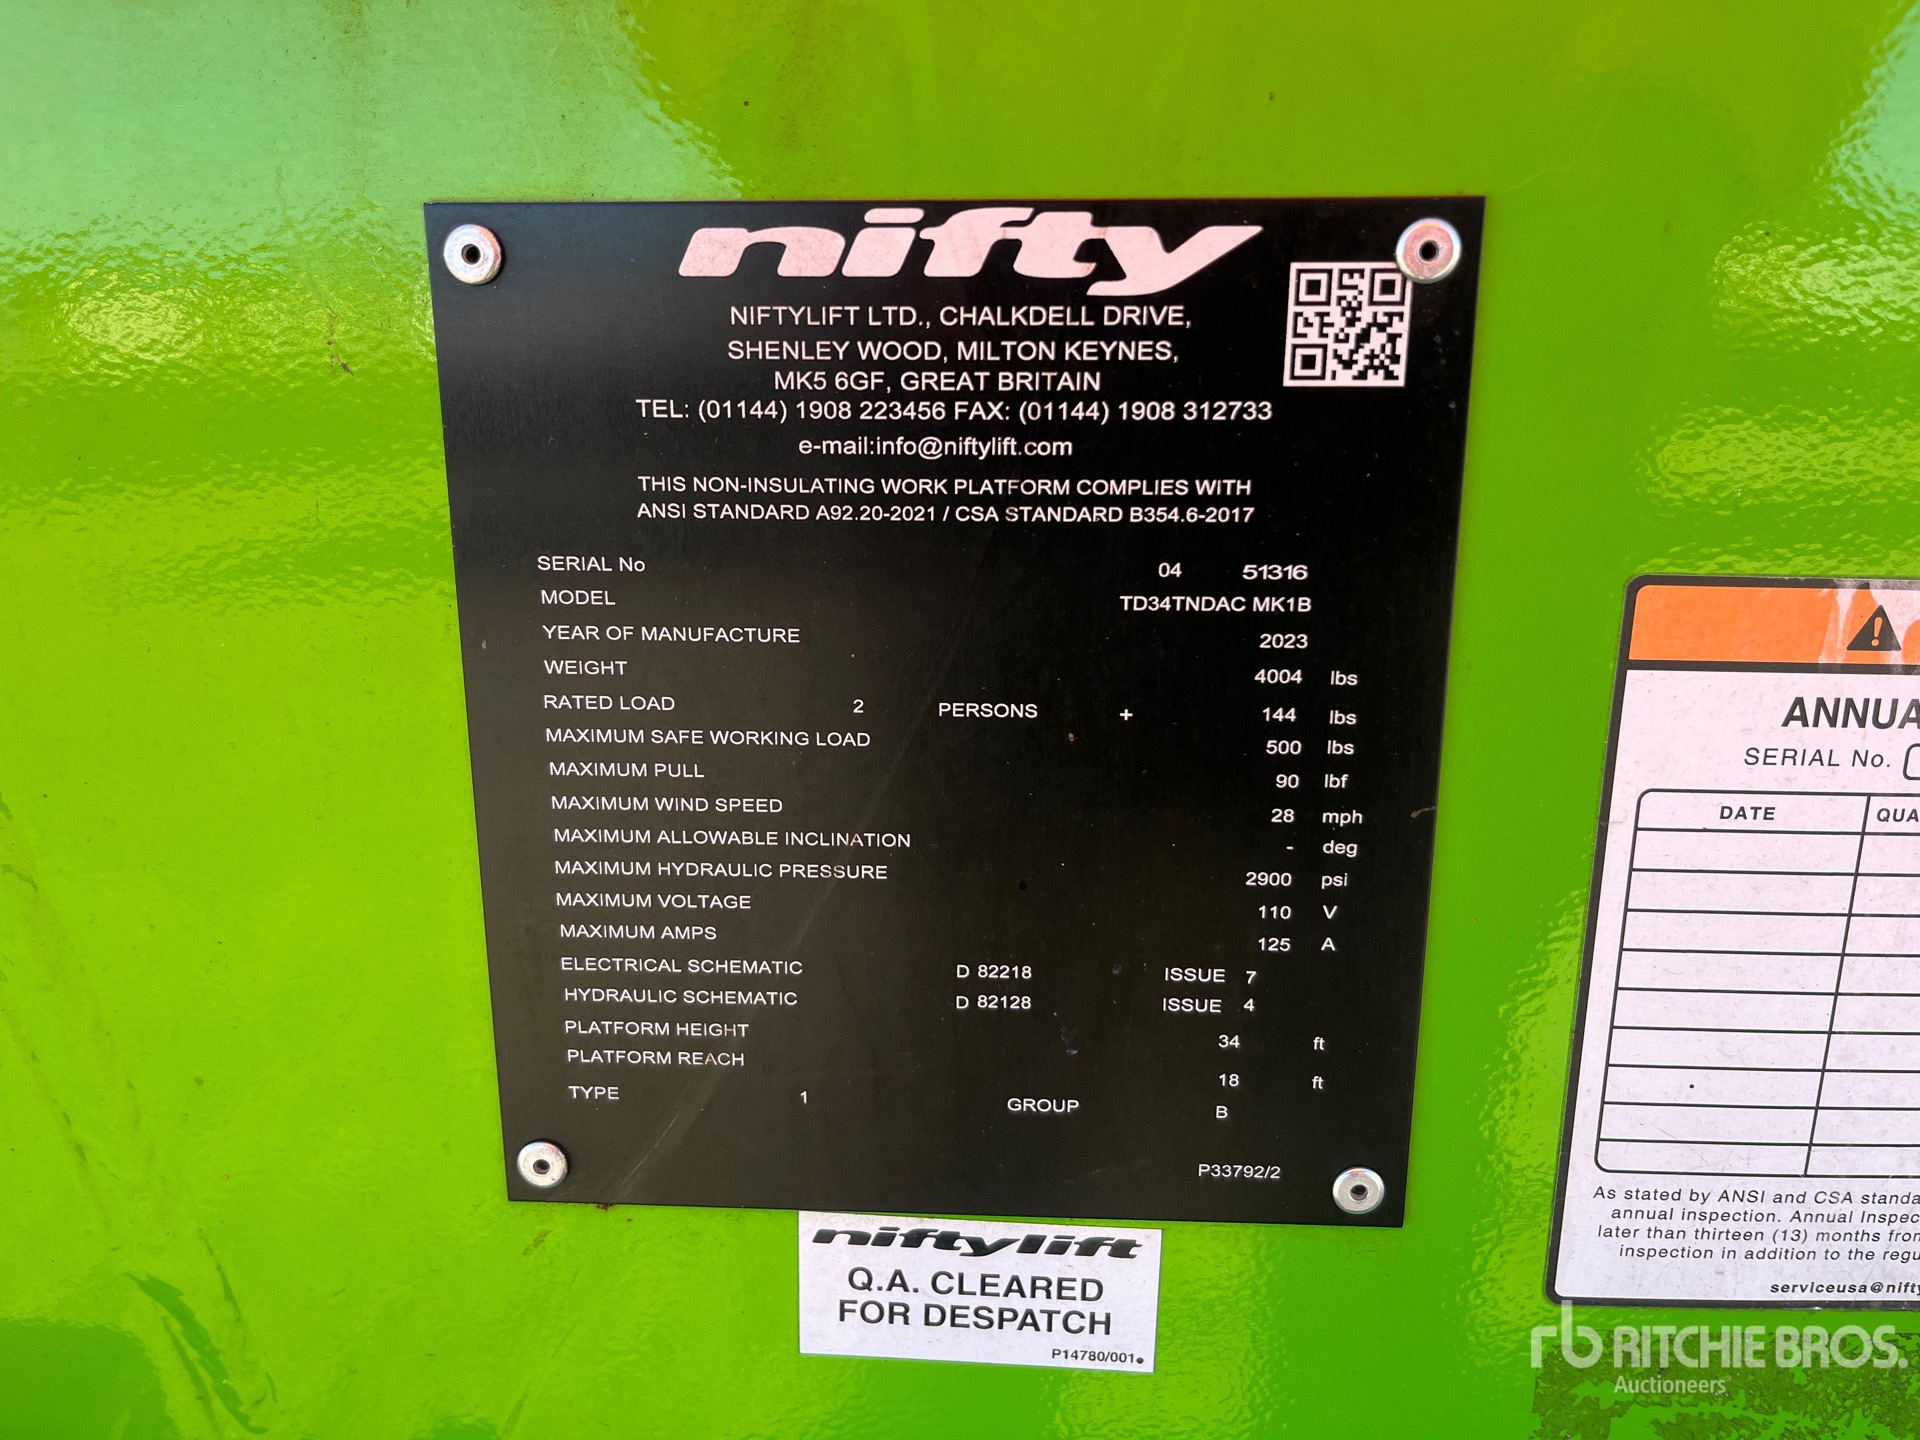 nifty
NIFTYLIFT LTD., CHALKDELL DRIVE,
SHENLEY WOOD, MILTON KEYNES,
MK5 6GF, GREAT BRITAIN
TEL: (01144) 1908 223456 FAX: (01144) 1908 312733
e-mail:info@niftylift.com
THIS NON-INSULATING WORK PLATFORM COMPLIES WITH
ANSI STANDARD A92.20-2021 / CSA STANDARD B354.6-2017
SERIAL No 04 51316
MODEL TD34TNDAC MK1B
YEAR OF MANUFACTURE 2023
WEIGHT 4004 lbs
RATED LOAD 2 PERSONS + 144 lbs
MAXIMUM SAFE WORKING LOAD 500 lbs
MAXIMUM PULL 90 lbf
MAXIMUM WIND SPEED 28 mph
MAXIMUM ALLOWABLE INCLINATION - deg
MAXIMUM HYDRAULIC PRESSURE 2900 psi
MAXIMUM VOLTAGE 110 V
MAXIMUM AMPS 125 A
ELECTRICAL SCHEMATIC D 82218 ISSUE 7
HYDRAULIC SCHEMATIC D 82128 ISSUE 4
PLATFORM HEIGHT 34 ft
PLATFORM REACH 18 ft
TYPE 1 GROUP B
P33792/2
niftylift
Q.A. CLEARED
FOR DESPATCH
P14780/001
ANNUA
SERIAL No.
DATE QUA
As stated by ANSI and CSA standa
annual inspection. Annual Inspec
later than thirteen (13) months fro
inspection in addition to the regu
serviceusa@nifty
rb RITCHIE BROS.
Auctioneers